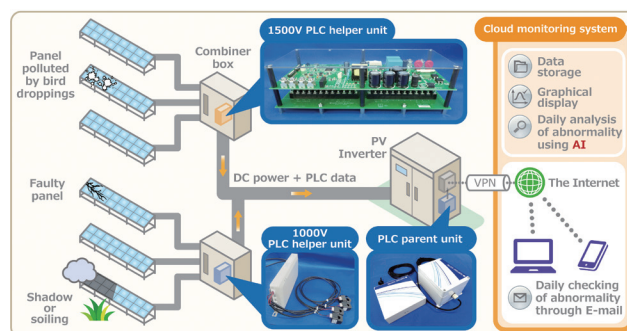 Panel polluted
by bird
droppings
Combiner
box
1500V PLC helper unit
Cloud monitoring system
Data
storage
Graphical
display
Daily analysis
of abnormality
using AI
PV
Inverter
DC power + PLC data
VPN
The Internet
Faulty
panel
1000V
PLC helper unit
PLC parent unit
Shadow
or
soiling
Daily checking
of abnormality
through E-mail